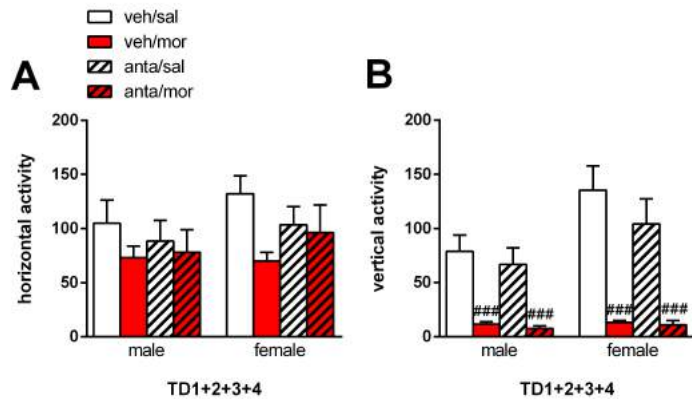 veh/sal
veh/mor
anta/sal
anta/mor
A
B
horizontal activity
200
150
100
50
0
male
female
TD1+2+3+4
vertical activity
200
150
100
50
0
###
###
###
###
male
female
TD1+2+3+4